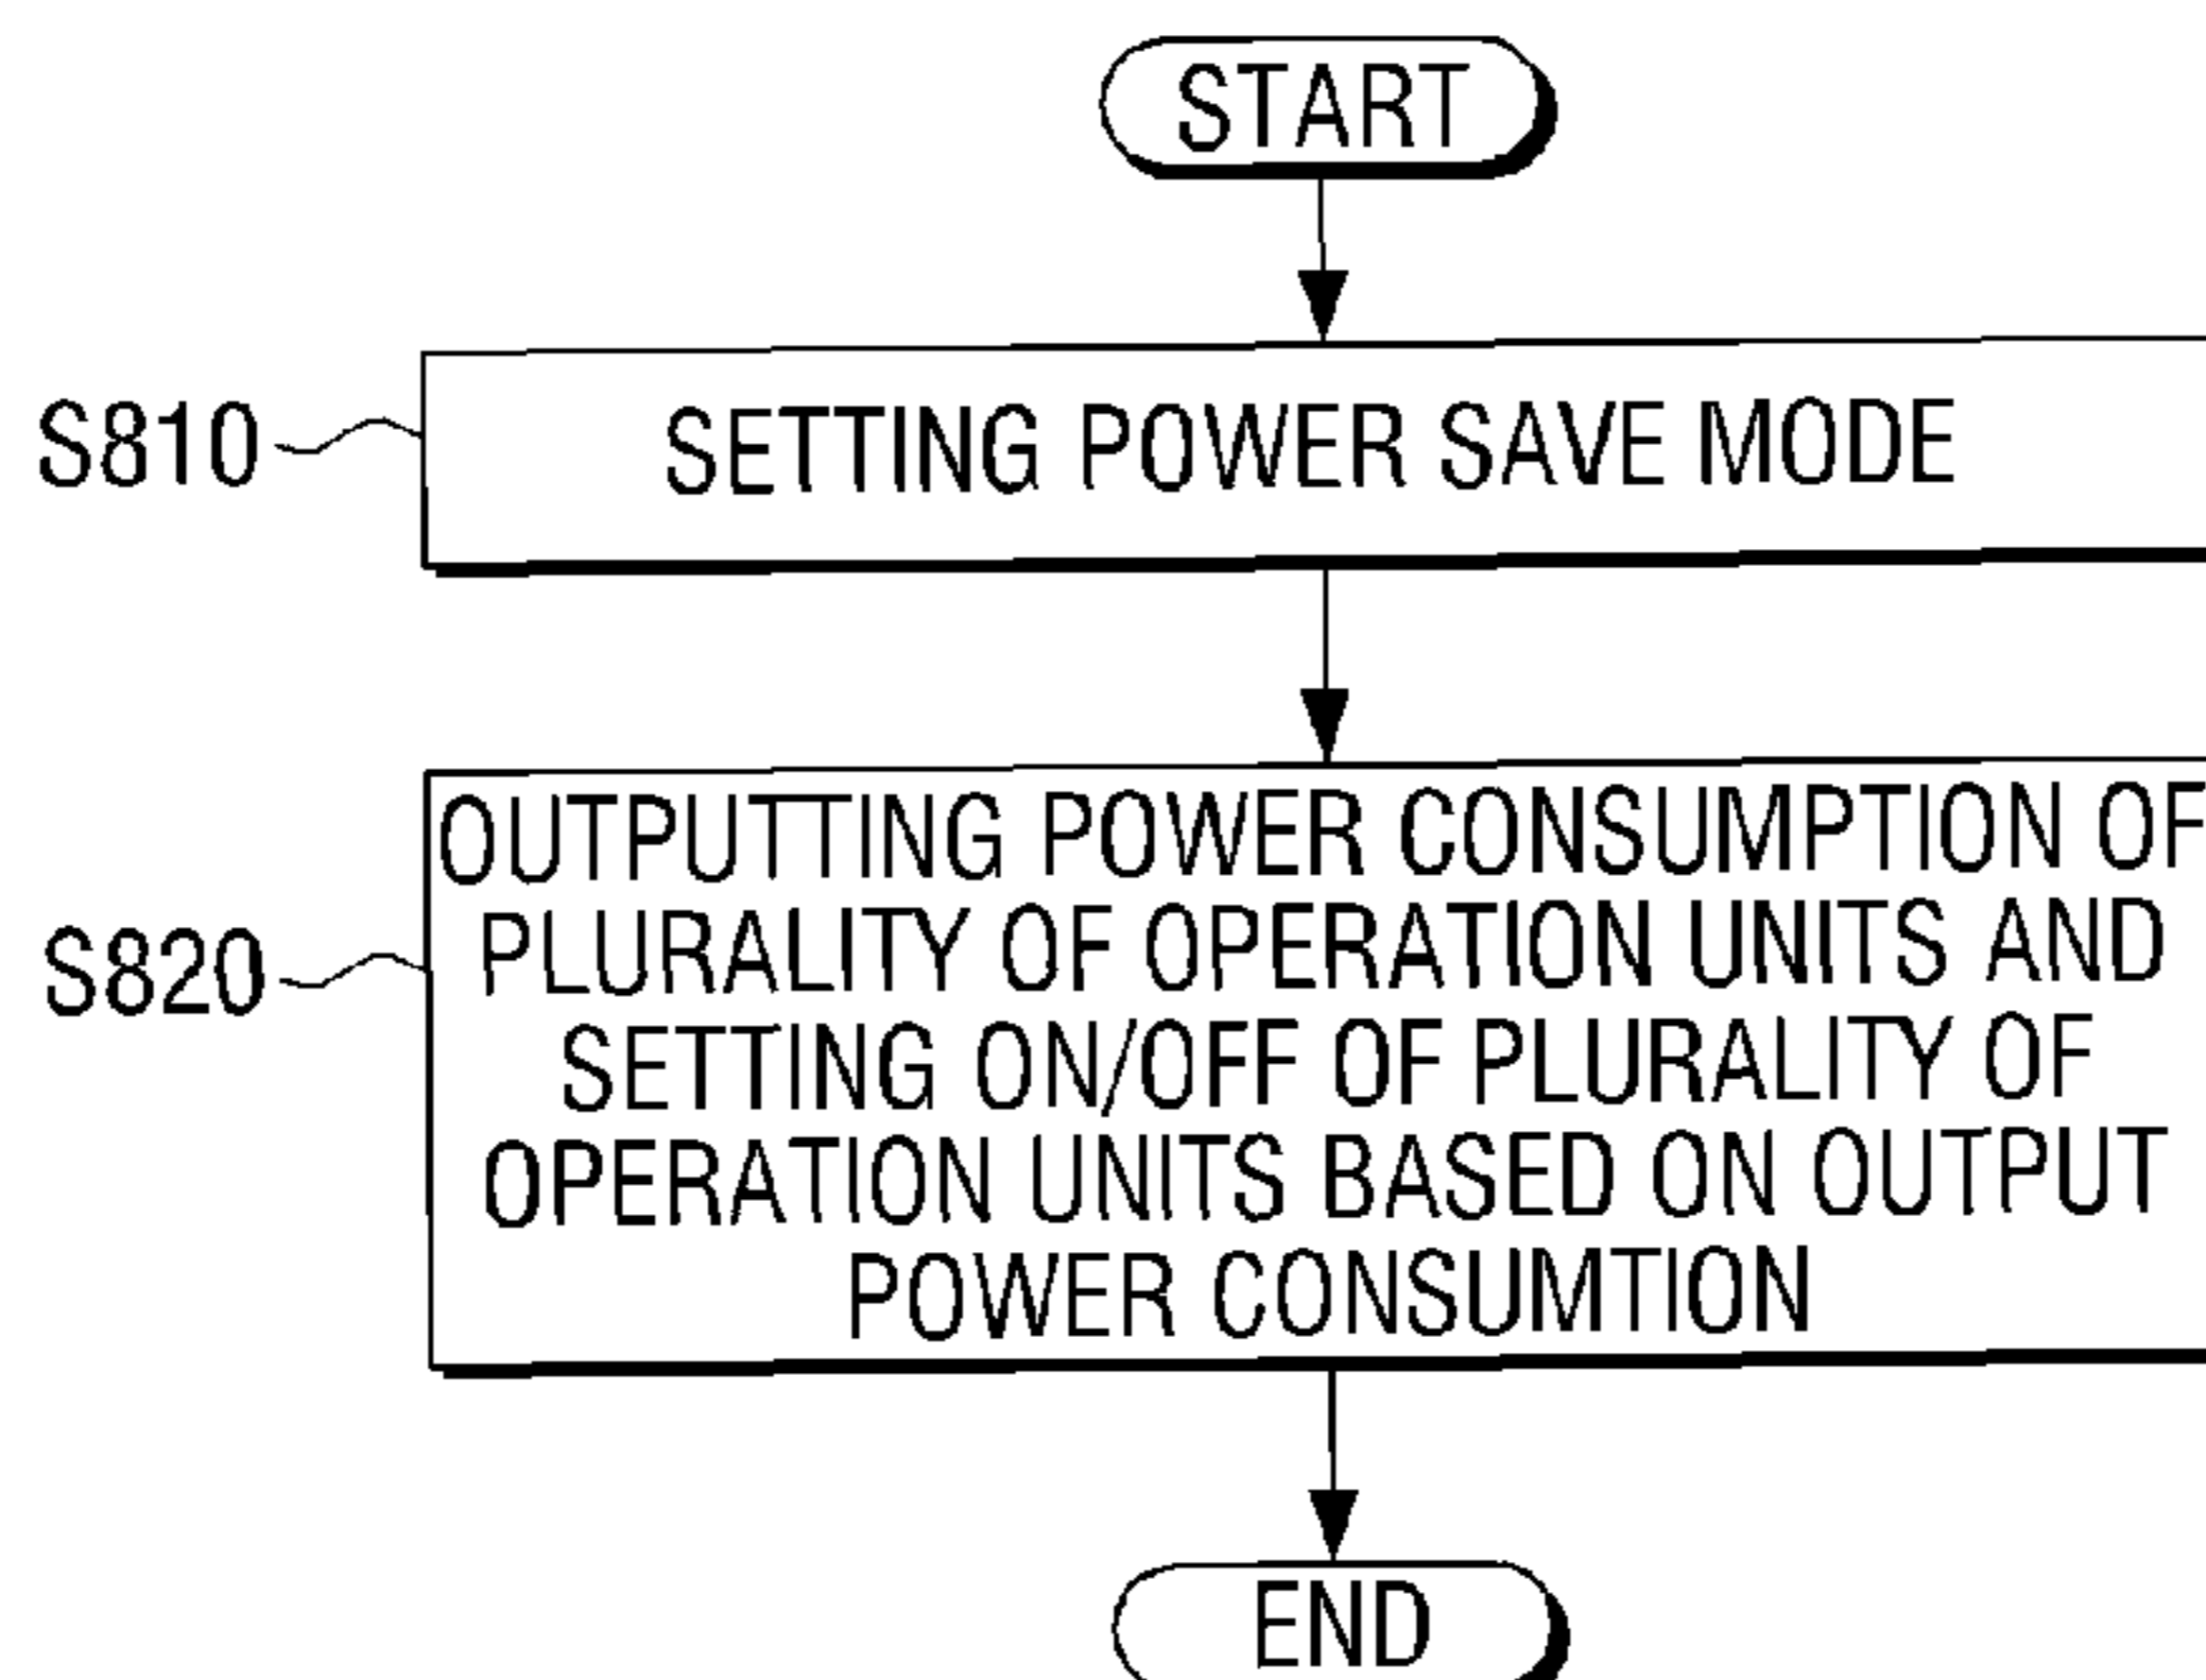 START
S810
SETTING POWER SAVE MODE
S820
OUTPUTTING POWER CONSUMPTION OF
PLURALITY OF OPERATION UNITS AND
SETTING ON/OFF OF PLURALITY OF
OPERATION UNITS BASED ON OUTPUT
POWER CONSUMTION
END